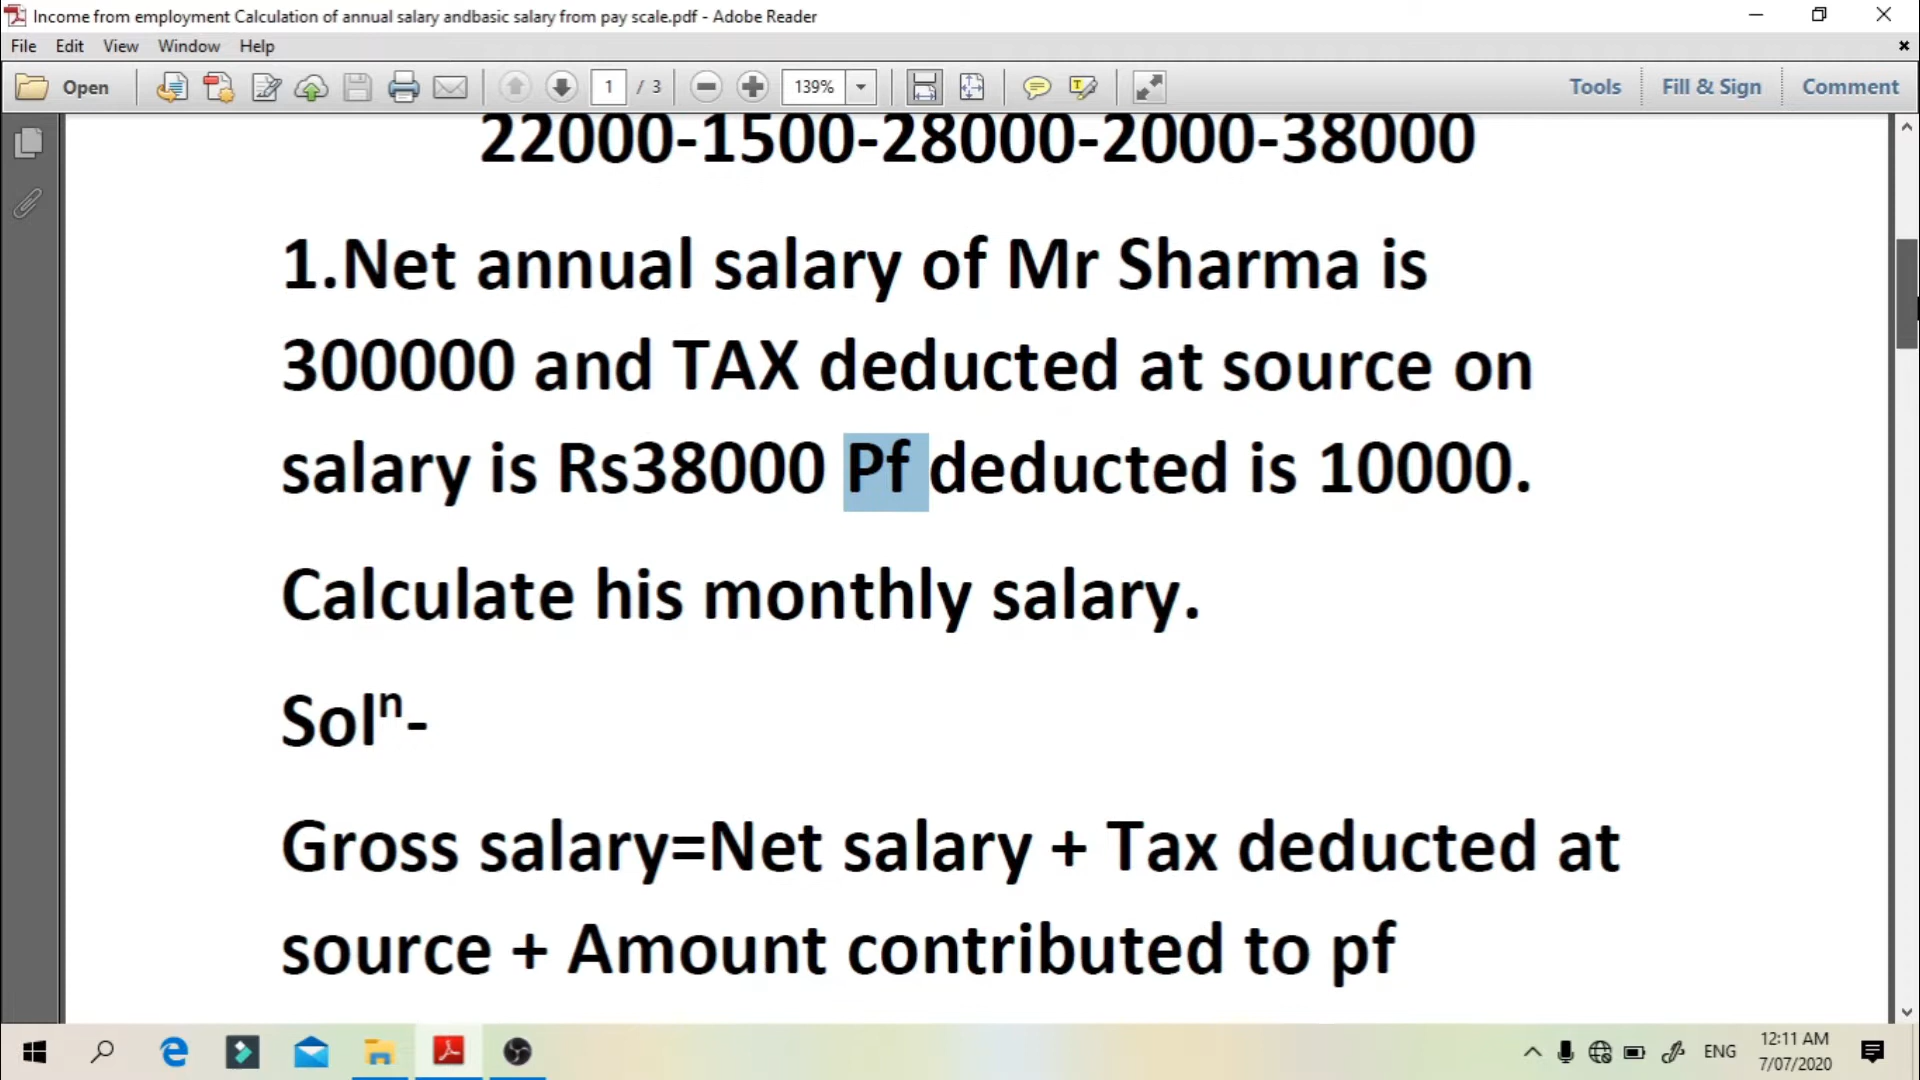 Income from employment Calculation of annual salary andbasic salary from pay scale.pdf - Adobe Reader
File Edit View Window Help
Open 1 / 3 139% Tools Fill & Sign Comment
22000-1500-28000-2000-38000
1.Net annual salary of Mr Sharma is
300000 and TAX deducted at source on
salary is Rs38000 Pf deducted is 10000.
Calculate his monthly salary.
Solⁿ-
Gross salary=Net salary + Tax deducted at
source + Amount contributed to pf
ENG
12:11 AM
7/07/2020